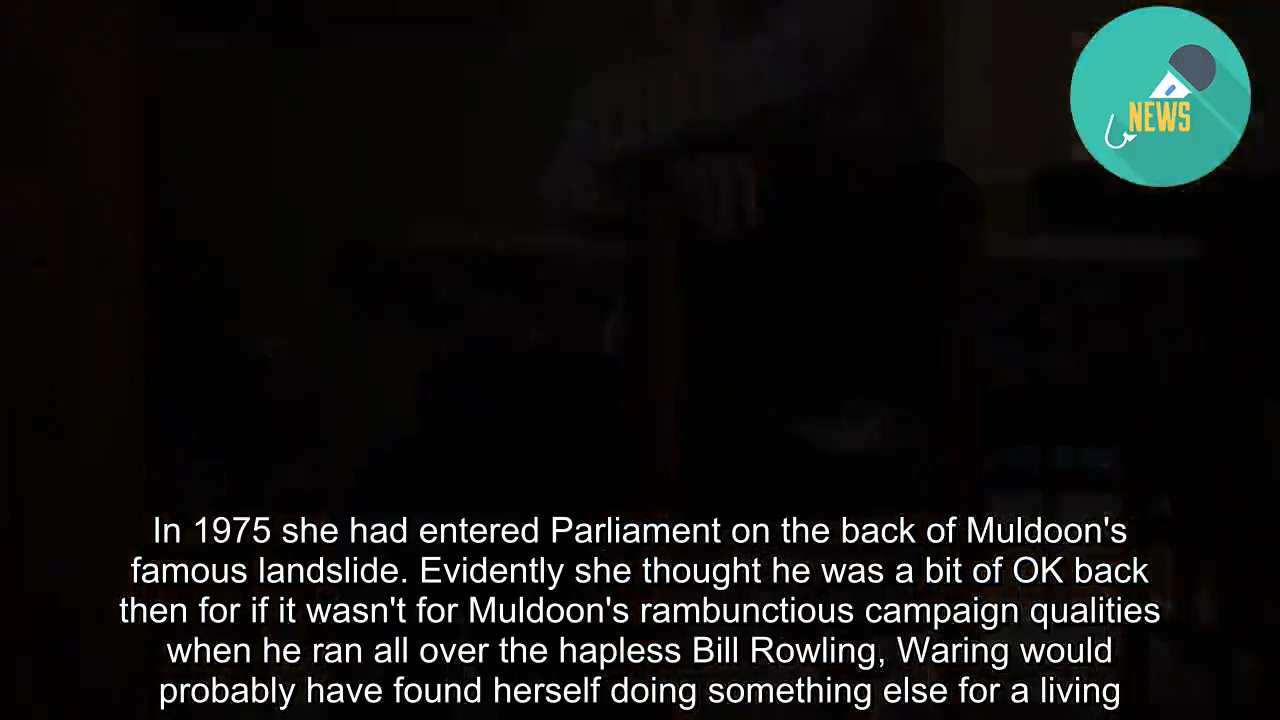 NEWS
In 1975 she had entered Parliament on the back of Muldoon's
famous landslide. Evidently she thought he was a bit of OK back
then for if it wasn't for Muldoon's rambunctious campaign qualities
when he ran all over the hapless Bill Rowling, Waring would
probably have found herself doing something else for a living